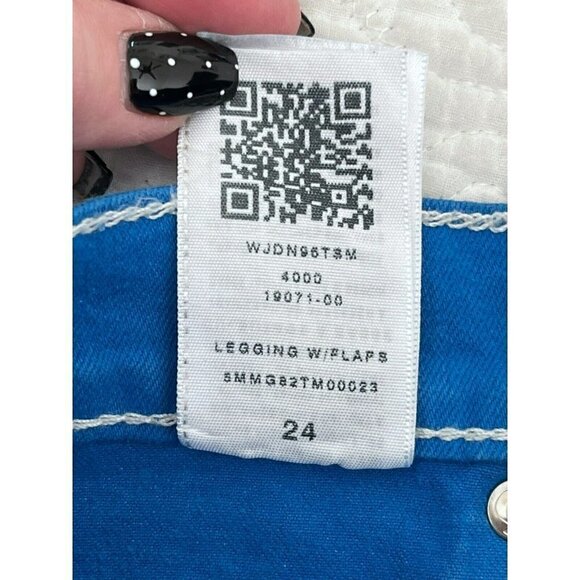 WJDN96TSM
4000
19071-00
LEGGING W/FLAPS
5MMG82TM00023
24